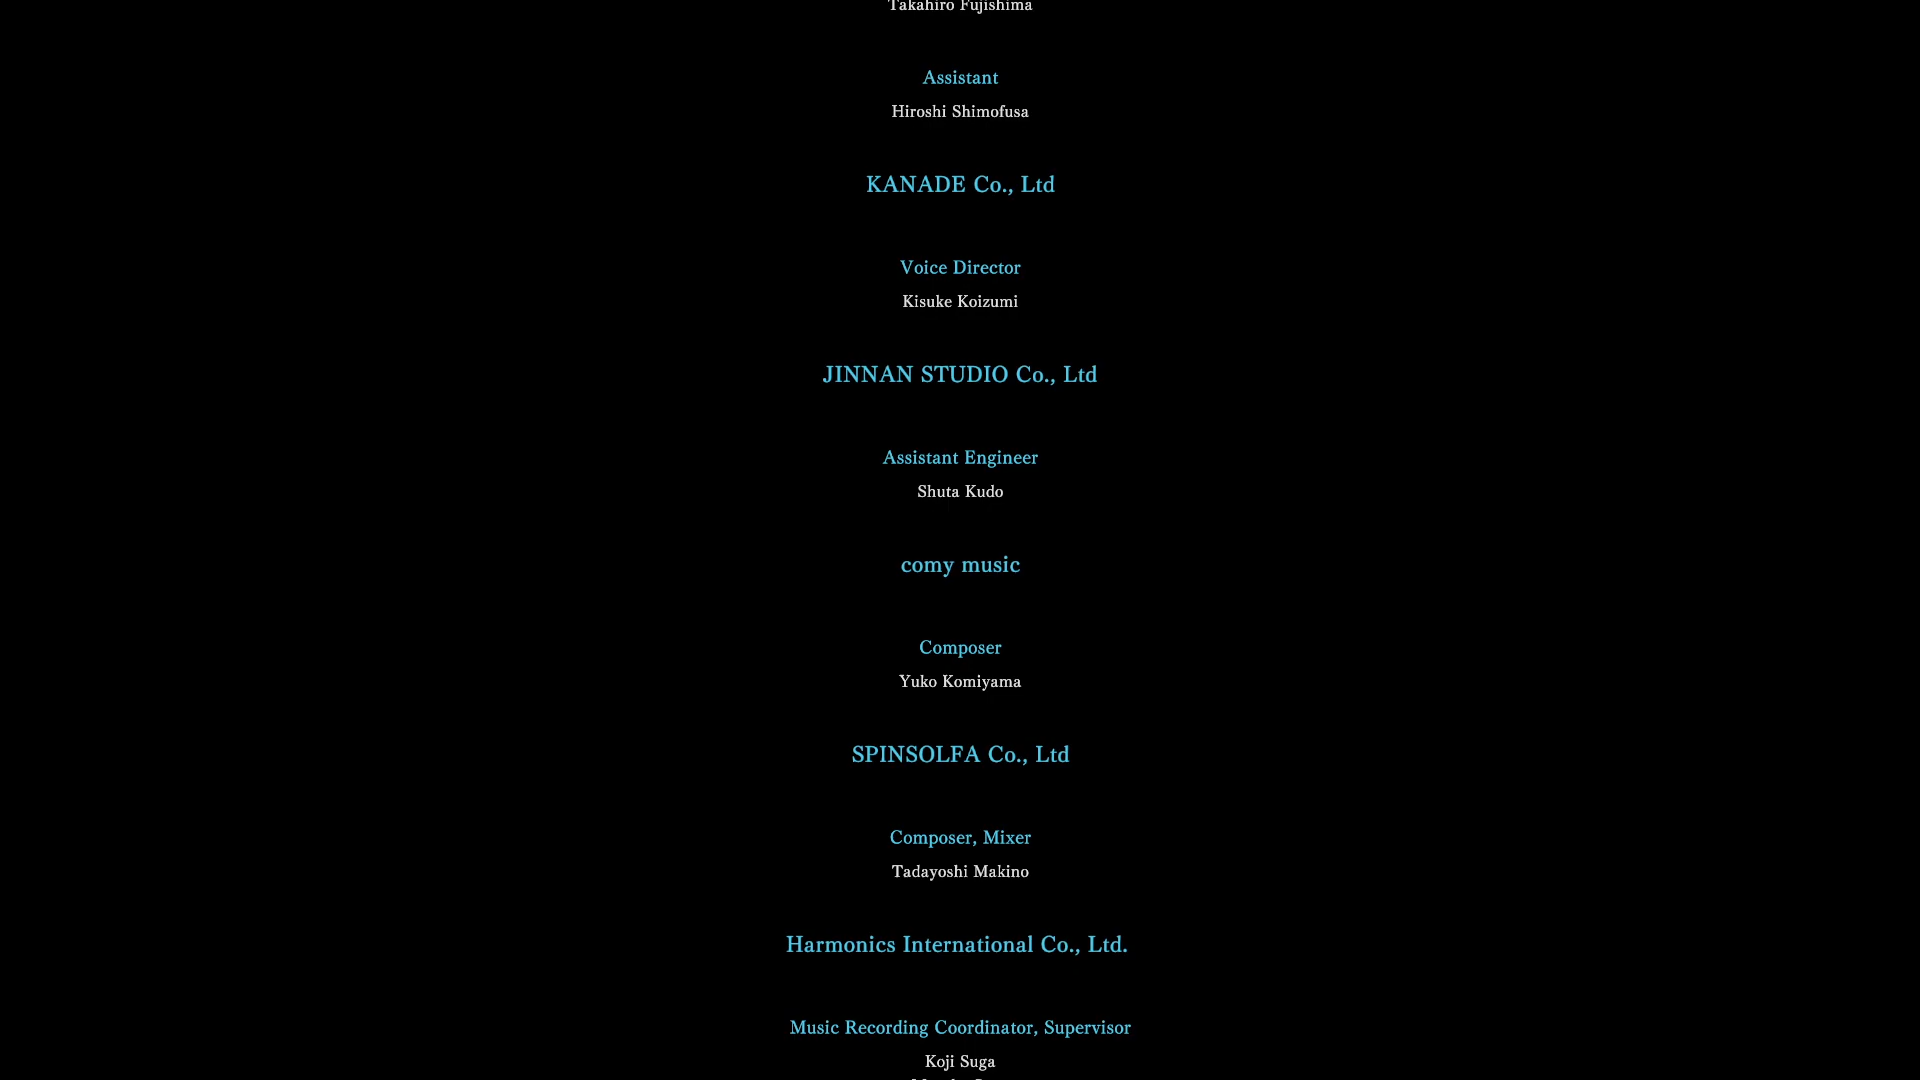 Takahiro Fujishima
Assistant
Hiroshi Shimofusa
KANADE Co., Ltd
Voice Director
Kisuke Koizumi
JINNAN STUDIO Co., Ltd
Assistant Engineer
Shuta Kudo
comy music
Composer
Yuko Komiyama
SPINSOLFA Co., Ltd
Composer, Mixer
Tadayoshi Makino
Harmonics International Co., Ltd.
Music Recording Coordinator, Supervisor
Koji Suga